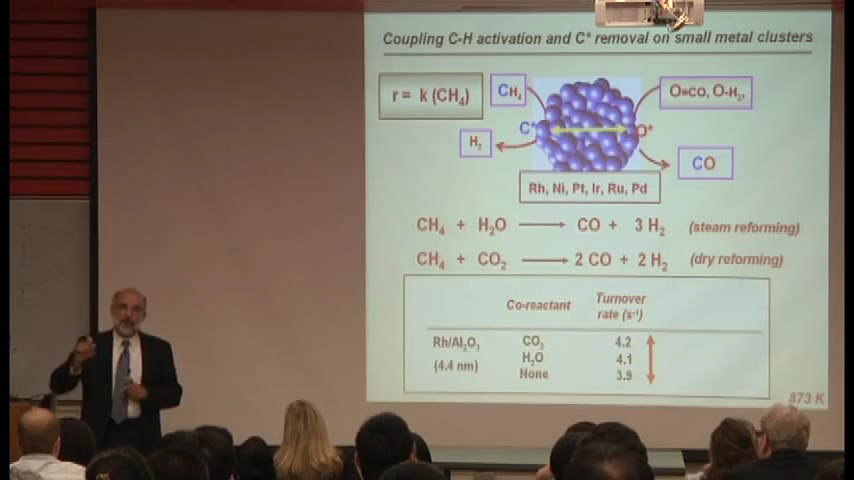 Coupling C-H activation and C* removal on small metal clusters
r = k (CH₄)
CH₄
O=CO, O-H₂,
C*
O*
H₂
CO
Rh, Ni, Pt, Ir, Ru, Pd
CH₄ + H₂O → CO + 3 H₂ (steam reforming)
CH₄ + CO₂ → 2 CO + 2 H₂ (dry reforming)
Co-reactant Turnover
rate (s⁻¹)
Rh/Al₂O₃ CO₂ 4.2
(4.4 nm) H₂O 4.1
None 3.9
873 K